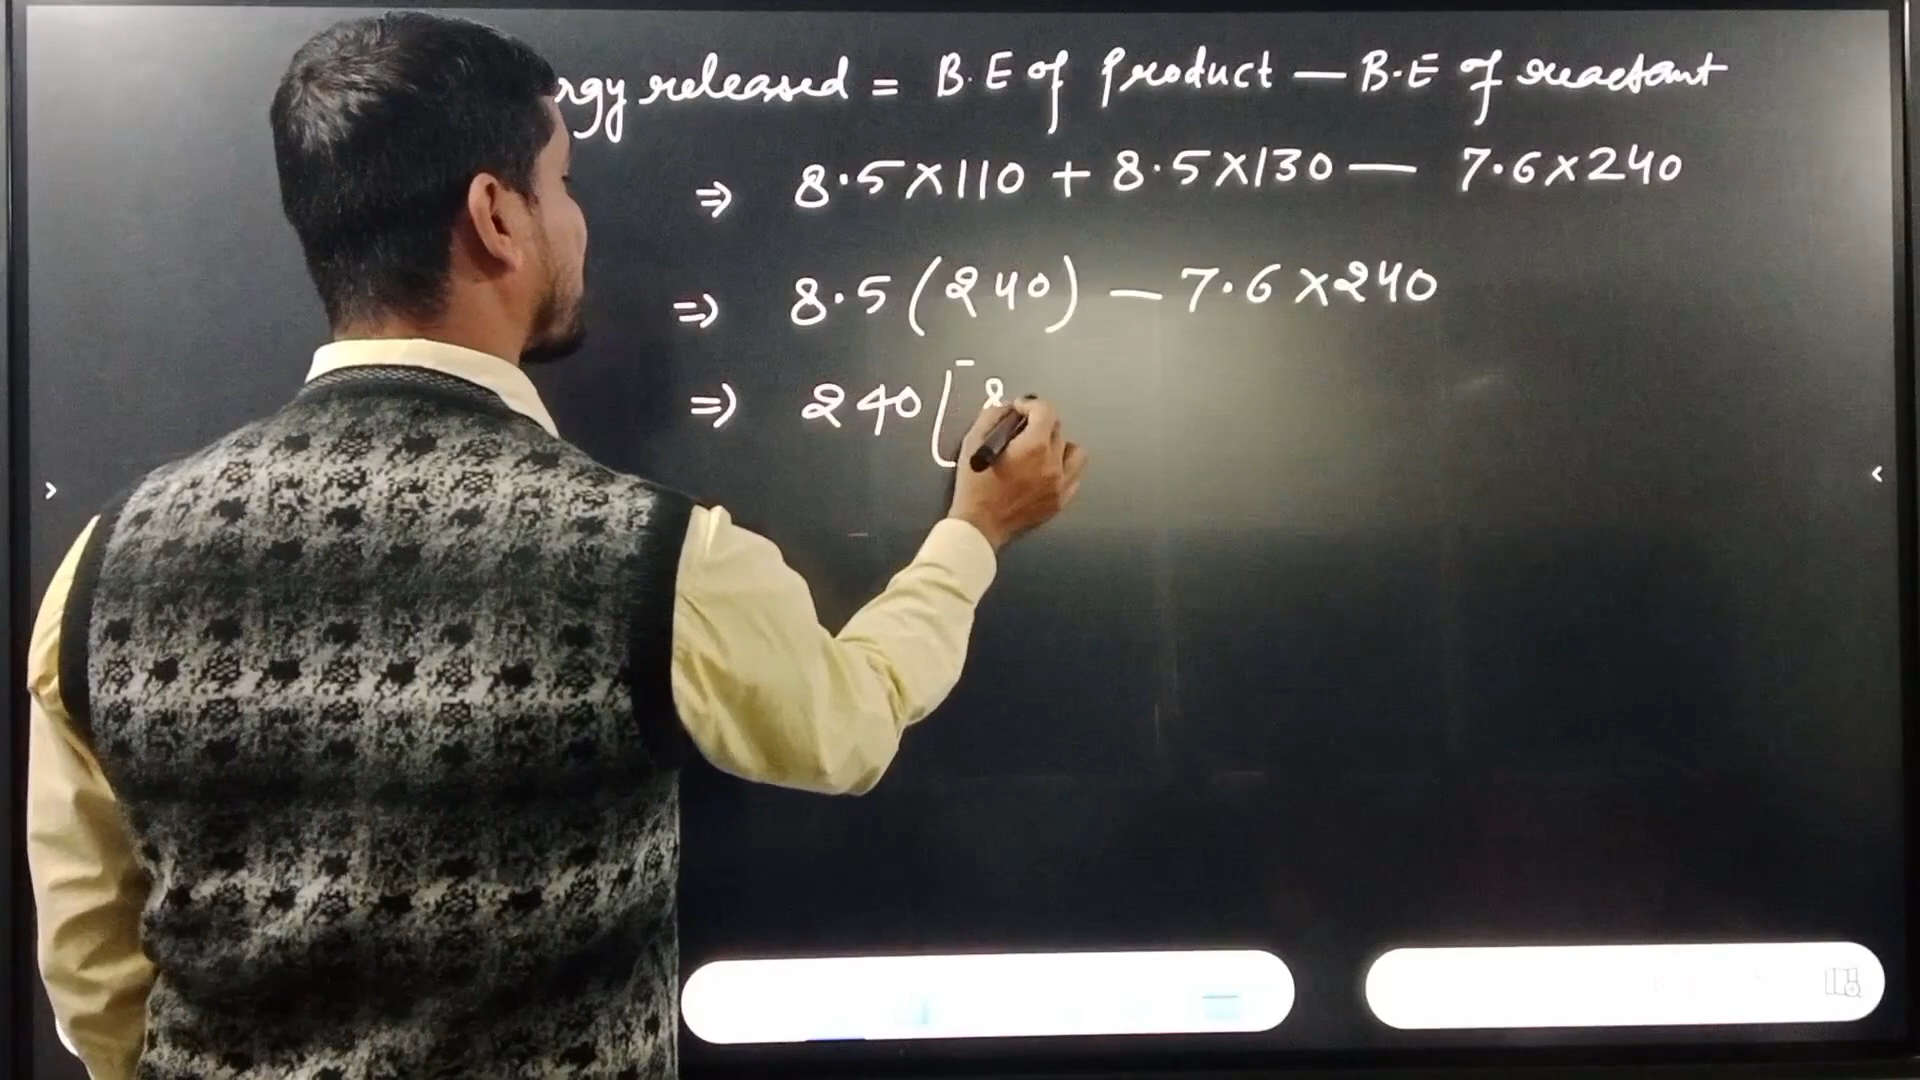 rgy released = B.E of product — B.E of reactant
⇒ 8.5×110 + 8.5×130 — 7.6×240
⇒ 8.5(240) — 7.6×240
⇒ 240[8